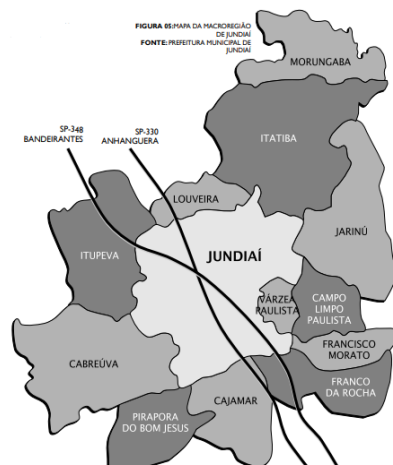 FIGURA 05:MAPA DA MACROREGIÃO
DE JUNDIAÍ
FONTE:PREFEITURA MUNICIPAL DE
JUNDIAÍ
MORUNGABA
SP-348
BANDEIRANTES
SP-330
ANHANGUERA
ITATIBA
LOUVEIRA
JARINÚ
ITUPEVA
JUNDIAÍ
VÁRZEA
PAULISTA
CAMPO
LIMPO
PAULISTA
FRANCISCO
MORATO
CABREÚVA
FRANCO
DA ROCHA
CAJAMAR
PIRAPORA
DO BOM JESUS